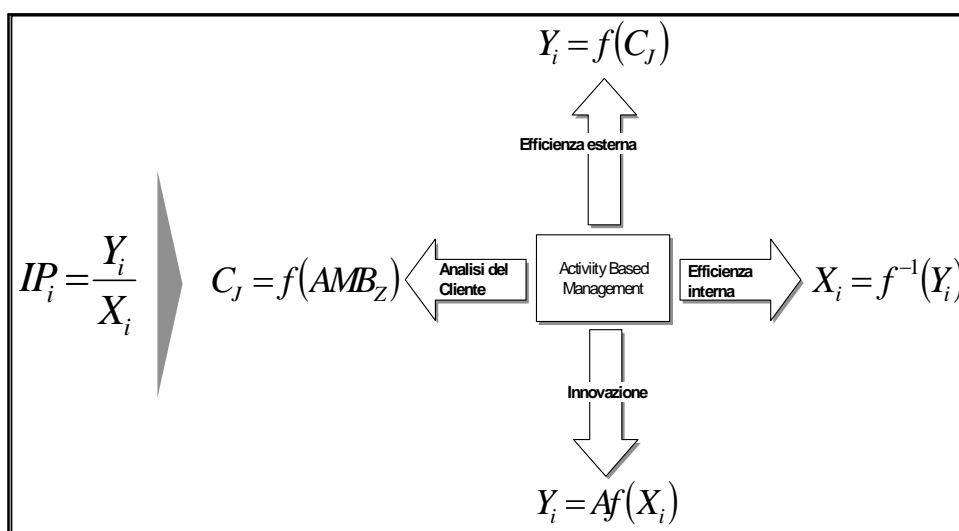 Y_i = f(C_J)
Efficienza esterna
IP_i = Y_i / X_i
C_J = f(AMB_Z)
Analisi del
Cliente
Activiity Based
Management
Efficienza
interna
X_i = f^{-1}(Y_i)
Innovazione
Y_i = Af(X_i)